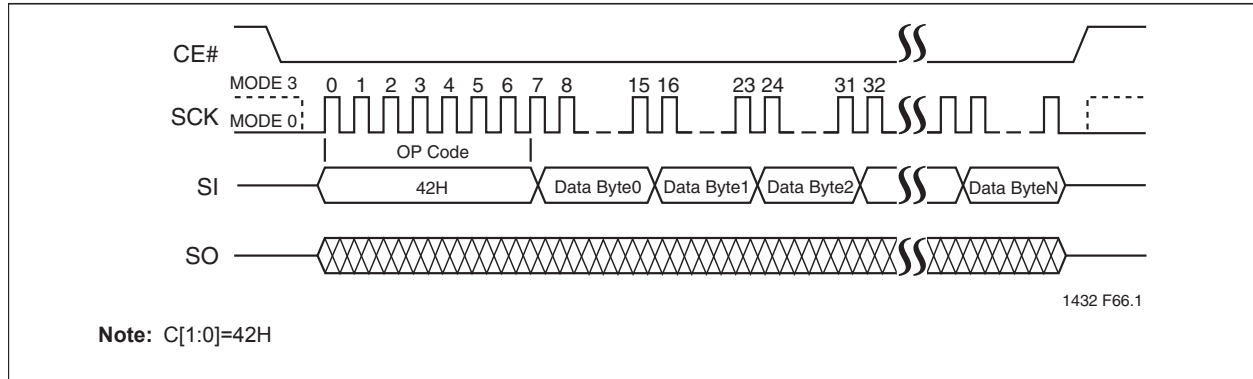 CE#
MODE 3 0 1 2 3 4 5 6 7 8 15 16 23 24 31 32
SCK MODE 0
OP Code
SI 42H Data Byte0 Data Byte1 Data Byte2 Data ByteN
SO
1432 F66.1
Note: C[1:0]=42H